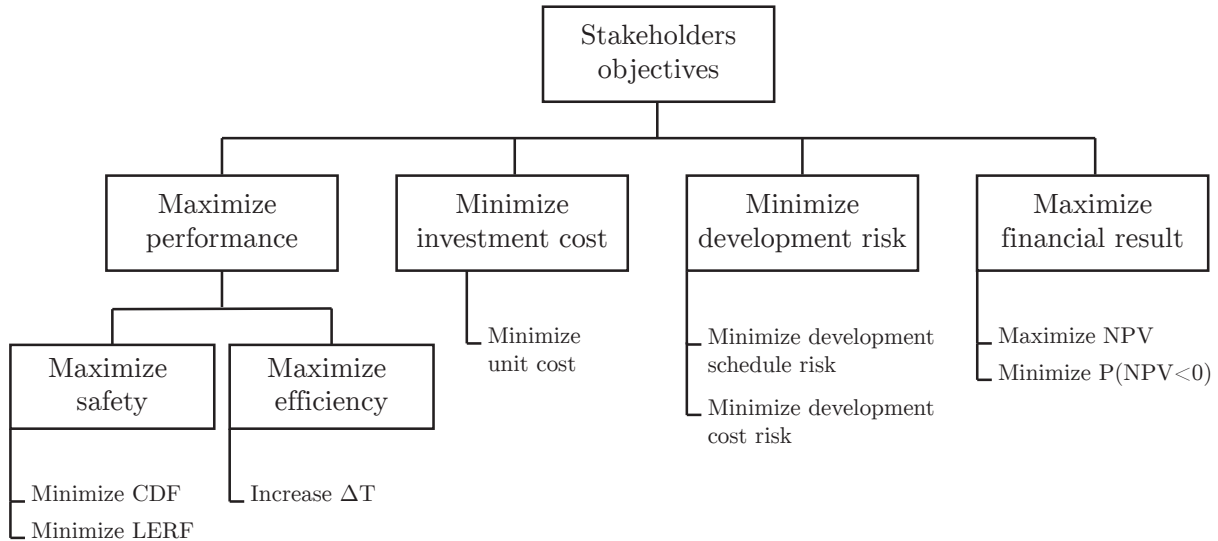 Stakeholders
objectives
Maximize
performance
Minimize
investment cost
Minimize
development risk
Maximize
financial result
Minimize
unit cost
Minimize development
schedule risk
Minimize development
cost risk
Maximize NPV
Minimize P(NPV<0)
Maximize
safety
Maximize
efficiency
Minimize CDF
Minimize LERF
Increase ΔT